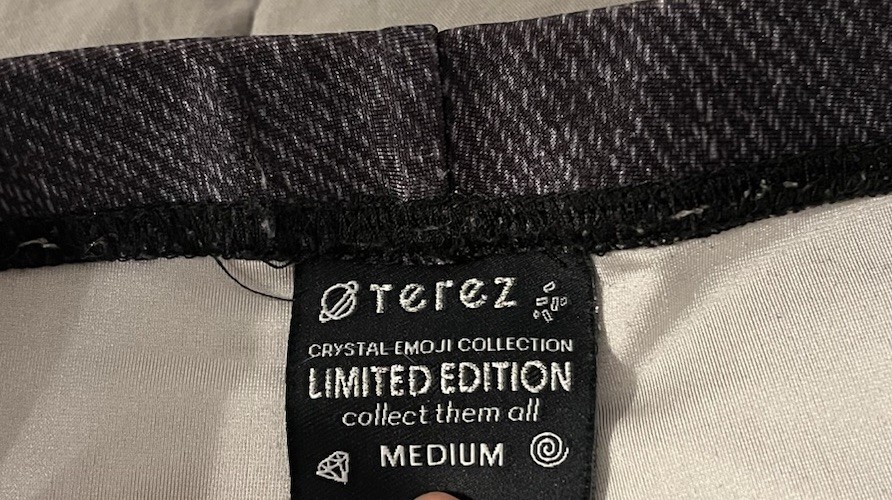 Terez
CRYSTAL EMOJI COLLECTION
LIMITED EDITION
collect them all
MEDIUM